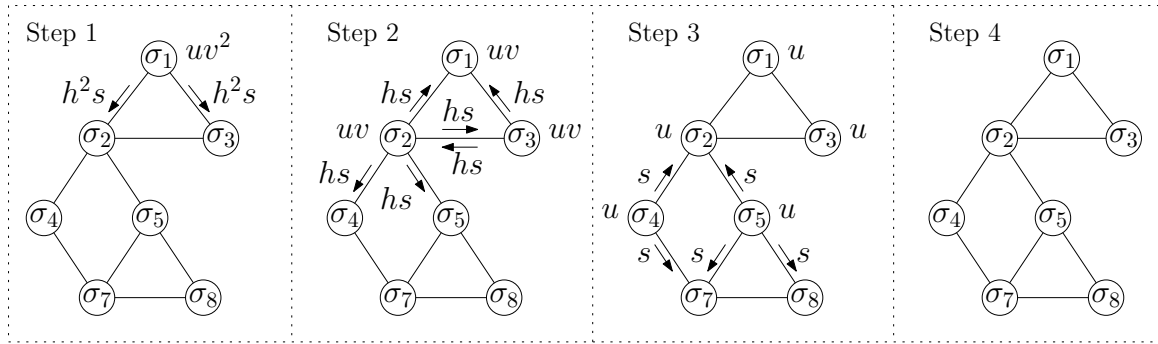 Step 1
σ₁ uv²
h²s h²s
σ₂ σ₃
σ₄ σ₅
σ₇ σ₈
Step 2
σ₁ uv
hs hs
hs
uv σ₂ σ₃ uv
hs
hs hs
σ₄ σ₅
σ₇ σ₈
Step 3
σ₁ u
u σ₂ σ₃ u
s s
u σ₄ σ₅ u
s s s
σ₇ σ₈
Step 4
σ₁
σ₂ σ₃
σ₄ σ₅
σ₇ σ₈